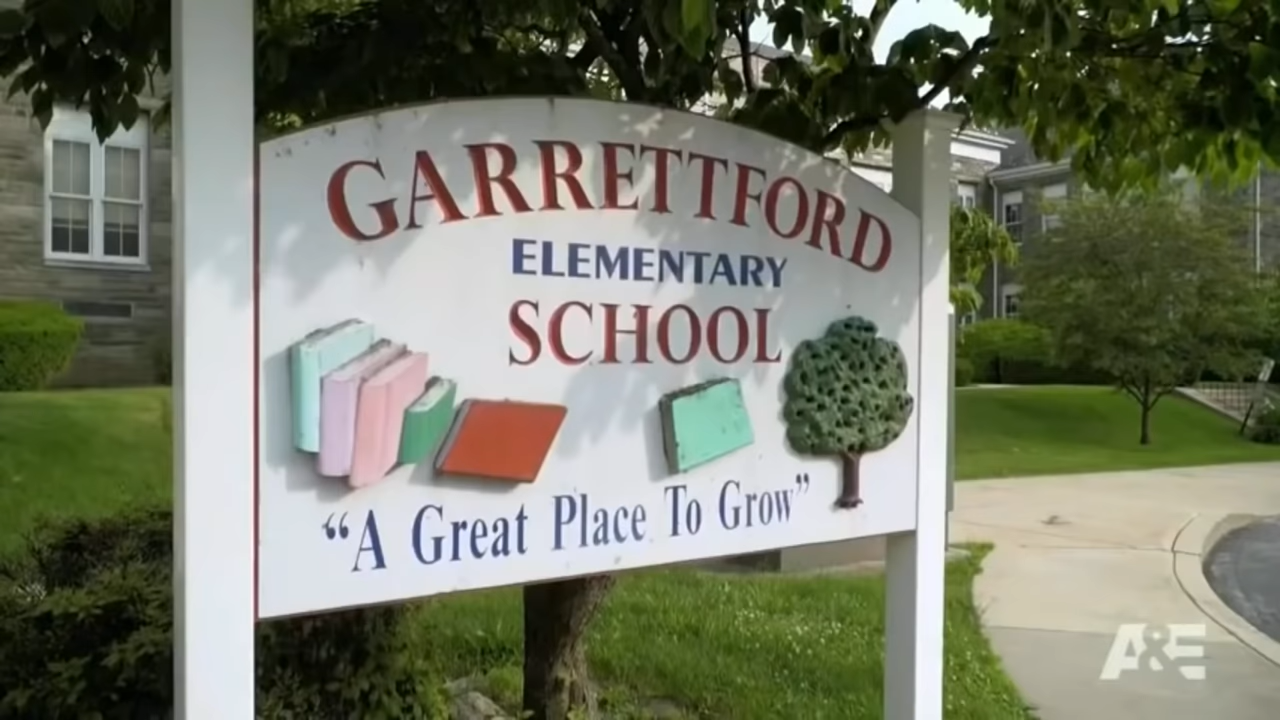 GARRETTFORD
ELEMENTARY
SCHOOL
“A Great Place To Grow”
A&E